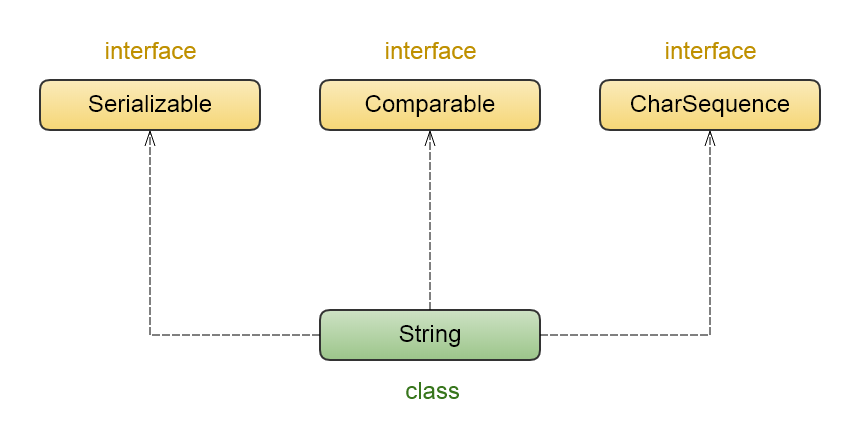 interface
interface
interface
Serializable
Comparable
CharSequence
String
class